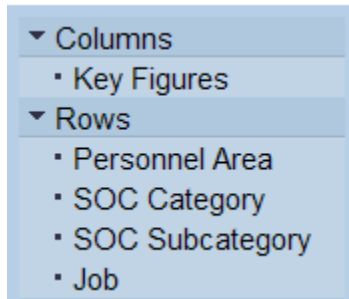 Columns
Key Figures
Rows
Personnel Area
SOC Category
SOC Subcategory
Job